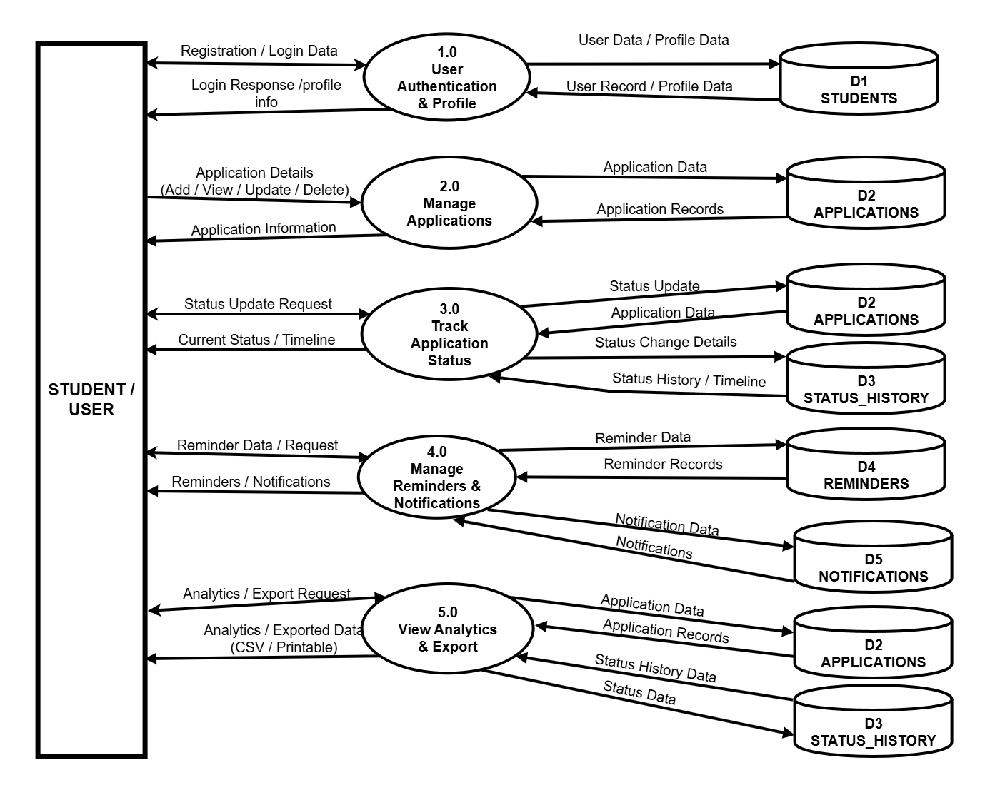 Registration / Login Data
Login Response /profile
info
1.0
User
Authentication
& Profile
User Data / Profile Data
User Record / Profile Data
D1
STUDENTS
Application Details
(Add / View / Update / Delete)
Application Information
2.0
Manage
Applications
Application Data
Application Records
D2
APPLICATIONS
Status Update Request
Current Status / Timeline
3.0
Track
Application
Status
Status Update
Application Data
D2
APPLICATIONS
Status Change Details
Status History / Timeline
D3
STATUS_HISTORY
STUDENT /
USER
Reminder Data / Request
Reminders / Notifications
4.0
Manage
Reminders &
Notifications
Reminder Data
Reminder Records
D4
REMINDERS
Notification Data
Notifications
D5
NOTIFICATIONS
Analytics / Export Request
Analytics / Exported Data
(CSV / Printable)
5.0
View Analytics
& Export
Application Data
Application Records
D2
APPLICATIONS
Status History Data
Status Data
D3
STATUS_HISTORY